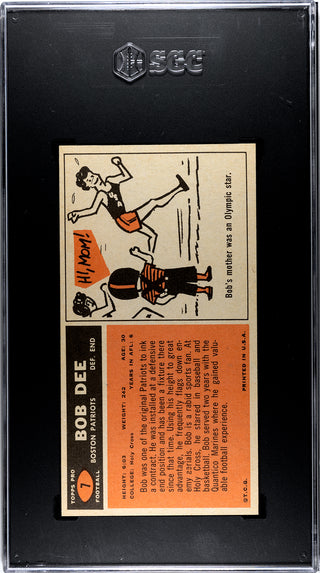 SGC
TOPPS PRO
7
FOOTBALL
BOB DEE
BOSTON PATRIOTS DEF. END
HEIGHT: 6:03 WEIGHT: 242 AGE: 30
COLLEGE: Holy Cross YEARS IN AFL: 6
Bob was one of the original Patriots to ink
a contract. He was installed at a defensive
end position and has been a fixture there
since that time. Using his height to great
advantage, he frequently flags down en-
emy aerials. Bob is a rabid sports fan. At
Holy Cross, he starred in baseball and
basketball. Bob served two years with the
Quantico Marines where he gained valu-
able football experience.
©T.C.G. PRINTED IN U.S.A.
HI, MOM!
Bob's mother was an Olympic star.